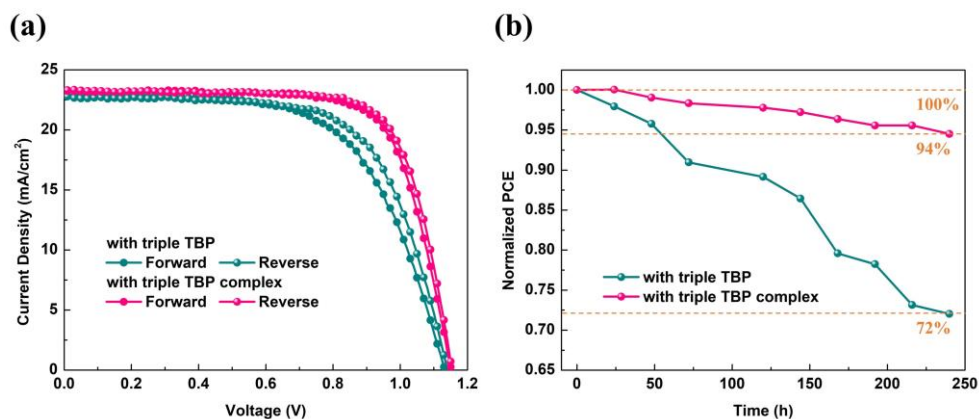 (a)
25
20
15
10
5
0
0.0 0.2 0.4 0.6 0.8 1.0 1.2
Current Density (mA/cm²)
Voltage (V)
with triple TBP
Forward Reverse
with triple TBP complex
Forward Reverse
(b)
1.00
0.95
0.90
0.85
0.80
0.75
0.70
0.65
0 50 100 150 200 250
Normalized PCE
Time (h)
100%
94%
with triple TBP
with triple TBP complex
72%